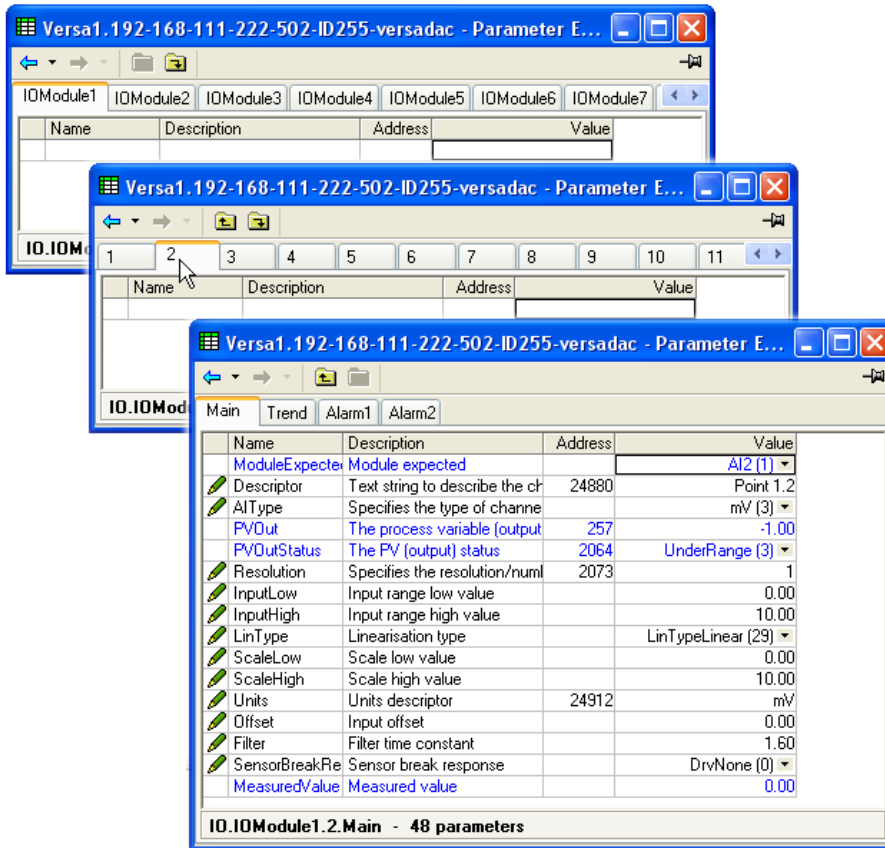 Versa1.192-168-111-222-502-ID255-versadac - Parameter E...
IOModule1 IOModule2 IOModule3 IOModule4 IOModule5 IOModule6 IOModule7
Name Description Address Value
IO.IOMo
Versa1.192-168-111-222-502-ID255-versadac - Parameter E...
1 2 3 4 5 6 7 8 9 10 11
Name Description Address Value
IO.IOMod
Versa1.192-168-111-222-502-ID255-versadac - Parameter E...
Main Trend Alarm1 Alarm2
Name Description Address Value
ModuleExpecte Module expected AI2 (1)
Descriptor Text string to describe the ch 24880 Point 1.2
AIType Specifies the type of channe mV (3)
PVOut The process variable (output 257 -1.00
PVOutStatus The PV (output) status 2064 UnderRange (3)
Resolution Specifies the resolution/numl 2073 1
InputLow Input range low value 0.00
InputHigh Input range high value 10.00
LinType Linearisation type LinTypeLinear (29)
ScaleLow Scale low value 0.00
ScaleHigh Scale high value 10.00
Units Units descriptor 24912 mV
Offset Input offset 0.00
Filter Filter time constant 1.60
SensorBreakRe Sensor break response DrvNone (0)
MeasuredValue Measured value 0.00
IO.IOModule1.2.Main - 48 parameters